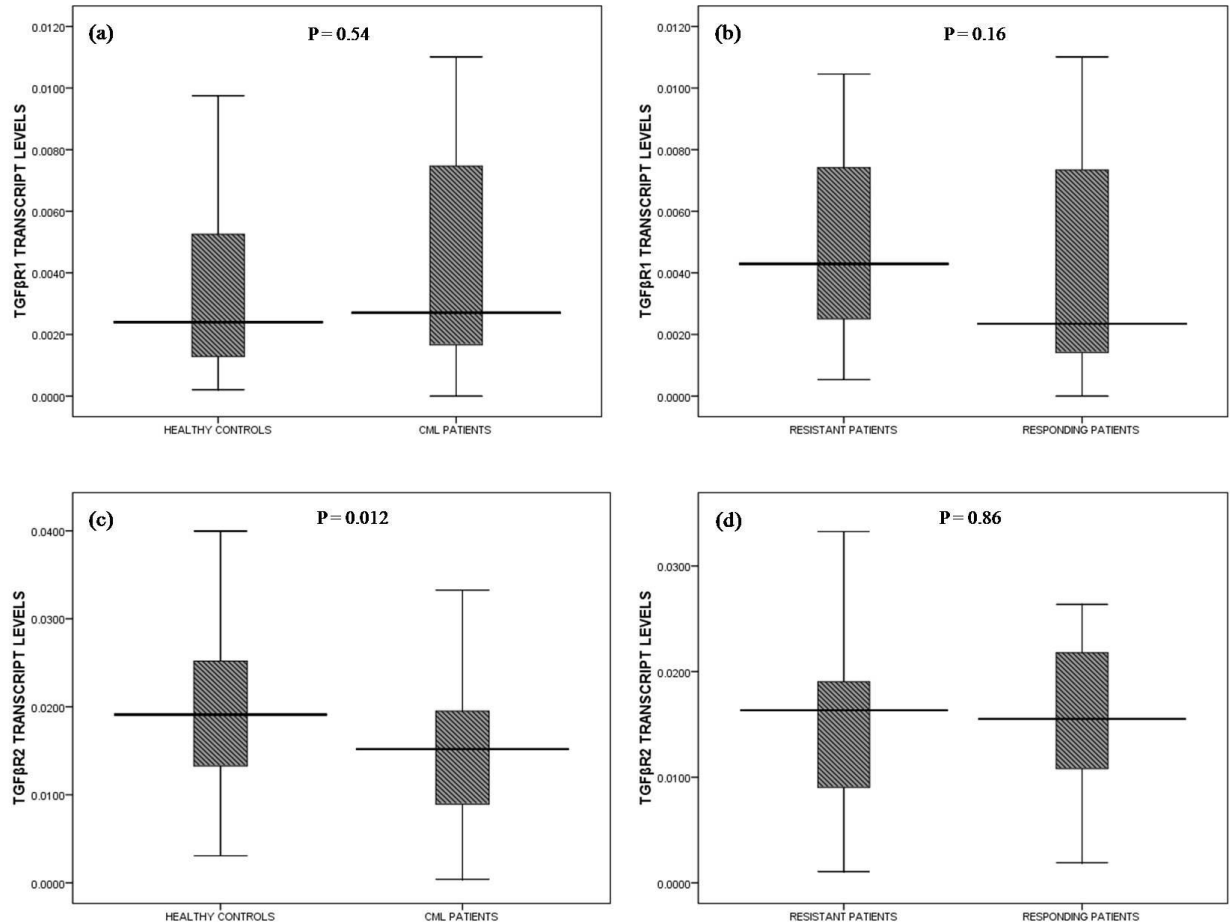 (a)
P = 0.54
TGFβR1 TRANSCRIPT LEVELS
0.0120
0.0100
0.0080
0.0060
0.0040
0.0020
0.0000
HEALTHY CONTROLS
CML PATIENTS
(b)
P = 0.16
TGFβR1 TRANSCRIPT LEVELS
0.0120
0.0100
0.0080
0.0060
0.0040
0.0020
0.0000
RESISTANT PATIENTS
RESPONDING PATIENTS
(c)
P = 0.012
TGFβR2 TRANSCRIPT LEVELS
0.0400
0.0300
0.0200
0.0100
0.0000
HEALTHY CONTROLS
CML PATIENTS
(d)
P = 0.86
TGFβR2 TRANSCRIPT LEVELS
0.0300
0.0200
0.0100
0.0000
RESISTANT PATIENTS
RESPONDING PATIENTS